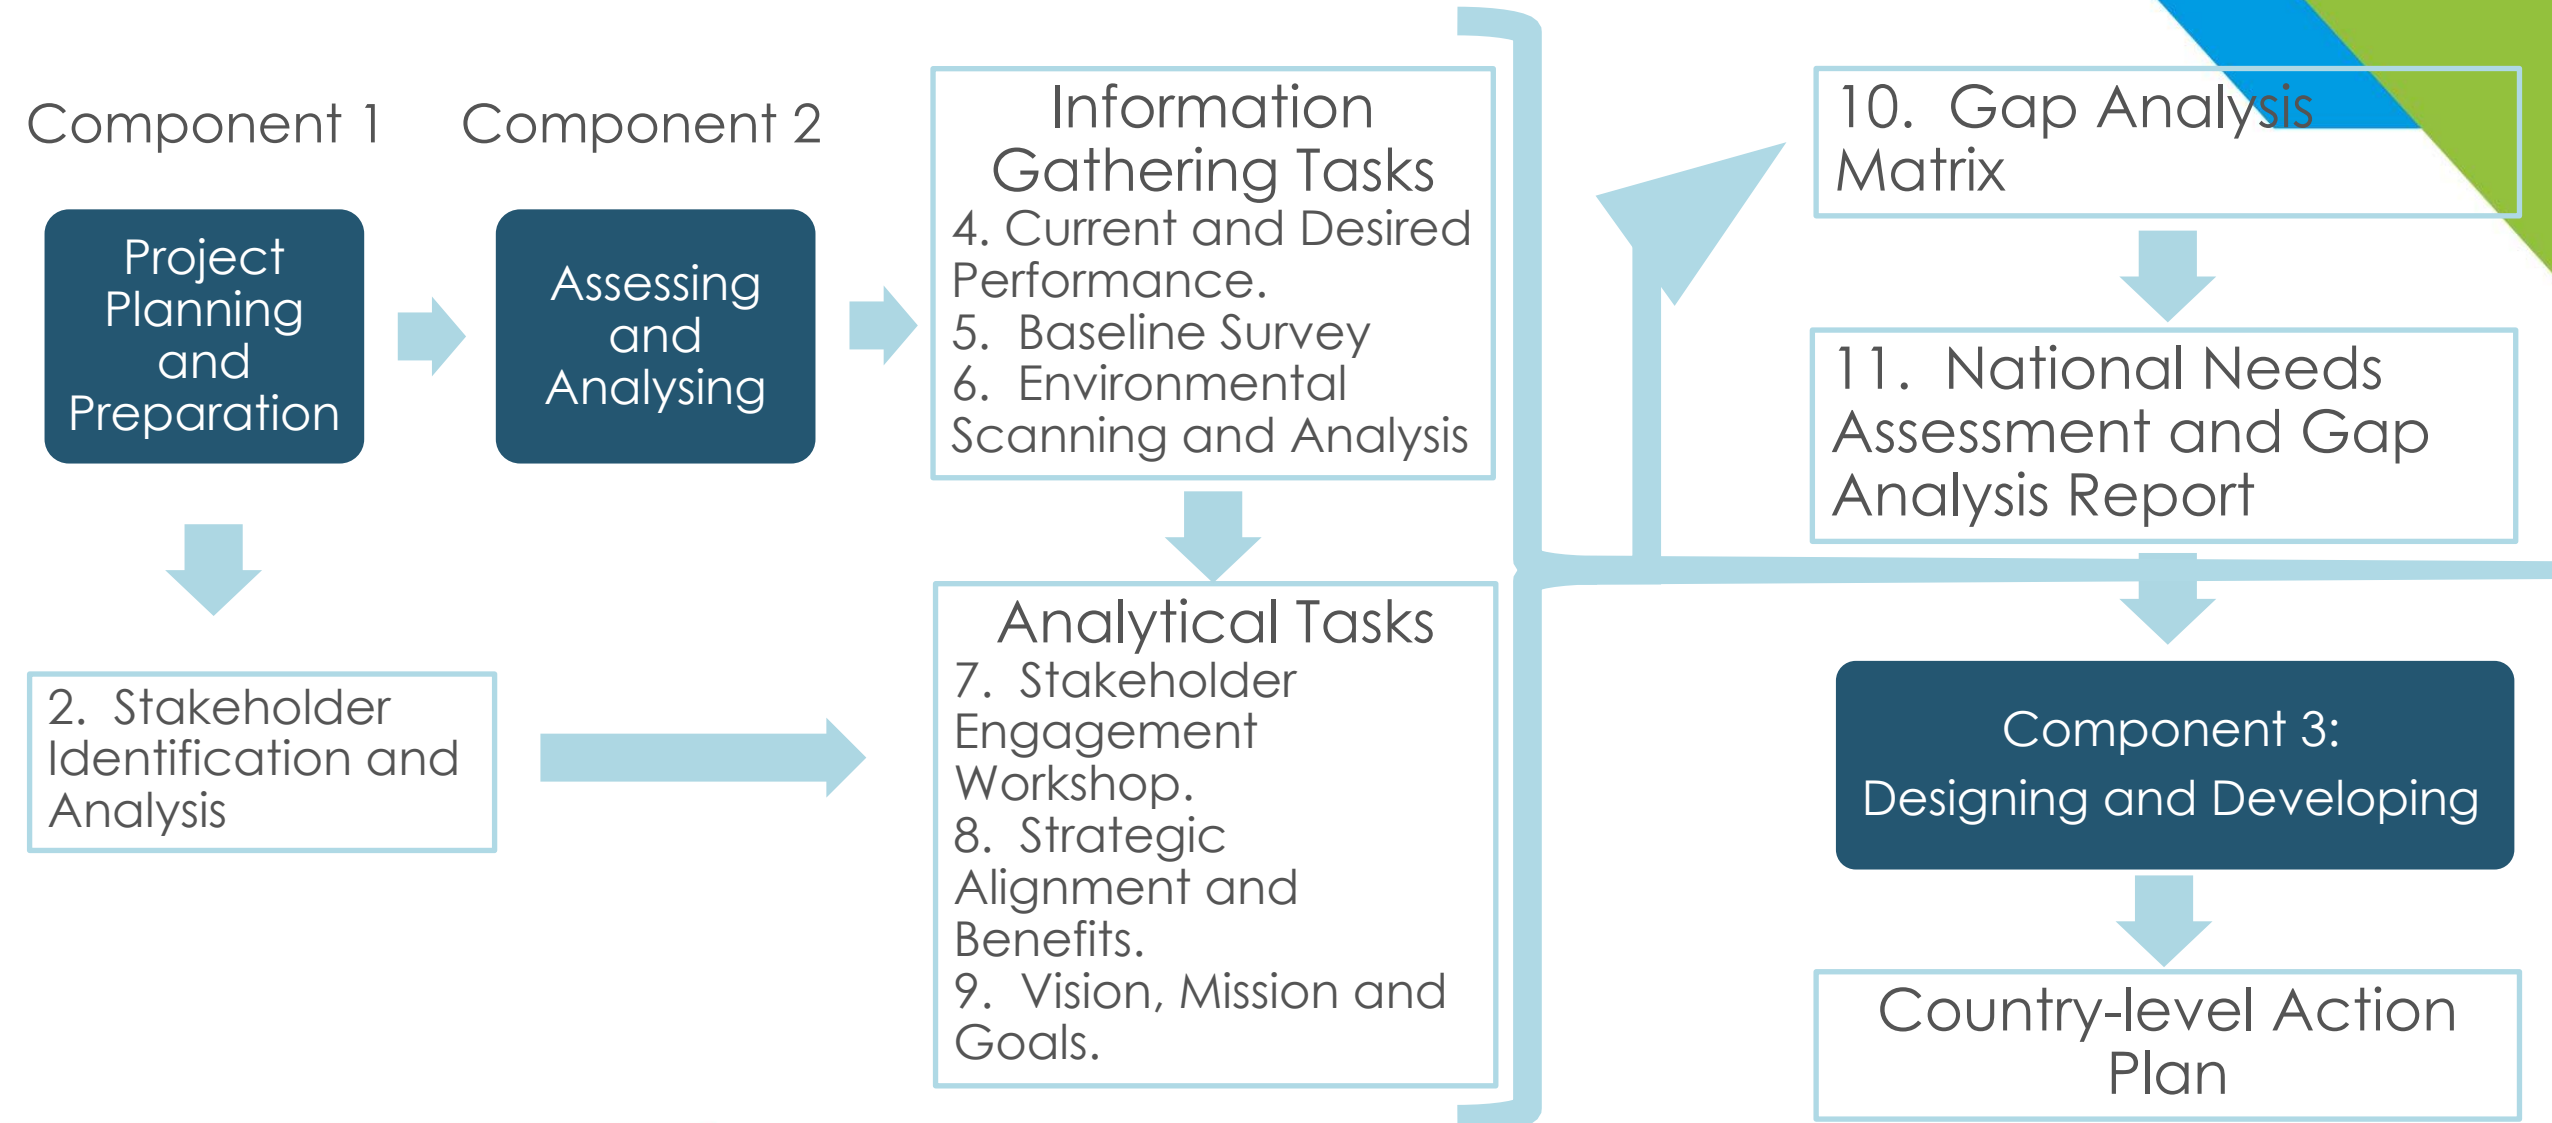 Component 1
Project
Planning
and
Preparation
2.  Stakeholder
Identification and
Analysis
Component 2
Assessing
and
Analysing
Information
Gathering Tasks
4. Current and Desired
Performance.
5.  Baseline Survey
6.  Environmental
Scanning and Analysis
Analytical Tasks
7.  Stakeholder
Engagement
Workshop.
8.  Strategic
Alignment and
Benefits.
9.  Vision, Mission and
Goals.
10.  Gap Analysis
Matrix
11.  National Needs
Assessment and Gap
Analysis Report
Component 3:
Designing and Developing
Country-level Action
Plan